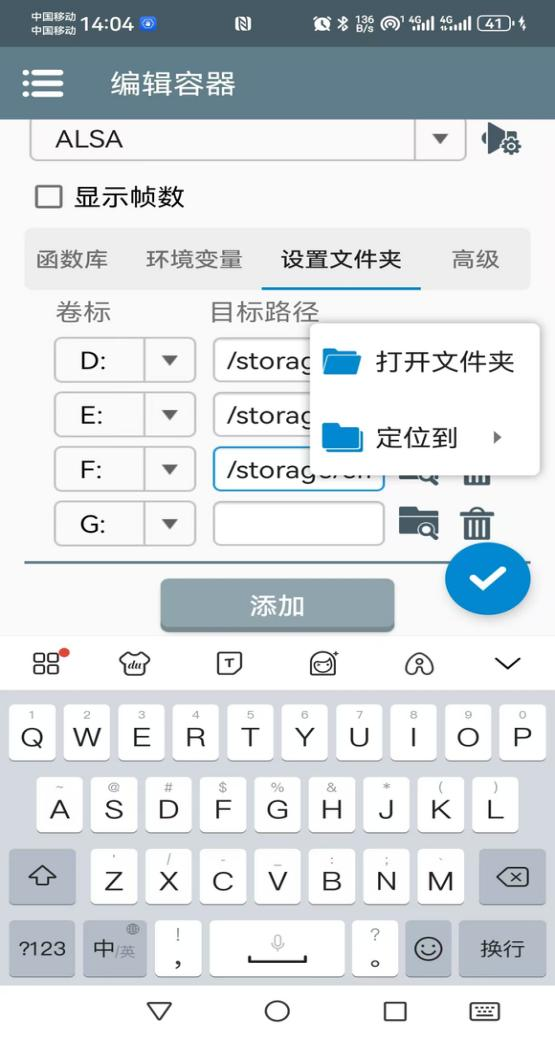 中国移动
中国移动 14:04 136 B/s 4G 4G 41
编辑容器
ALSA
显示帧数
函数库 环境变量 设置文件夹 高级
卷标 目标路径
D: /storag 打开文件夹
E: /storag
定位到
F: /storage/em
G:
添加
du T
1 2 3 4 5 6 7 8 9 0
Q W E R T Y U I O P
~ @ # $ % & * ( )
A S D F G H J K L
' / - _ : ; `
Z X C V B N M
?123 中/英 ! , ? 。 换行